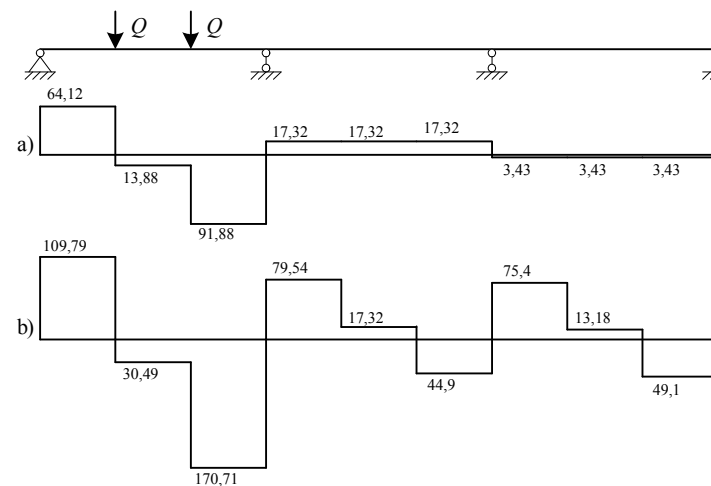 Q Q
64,12
17,32 17,32 17,32
a)
13,88
3,43 3,43 3,43
91,88
109,79
79,54
75,4
17,32
13,18
b)
30,49
44,9
49,1
170,71